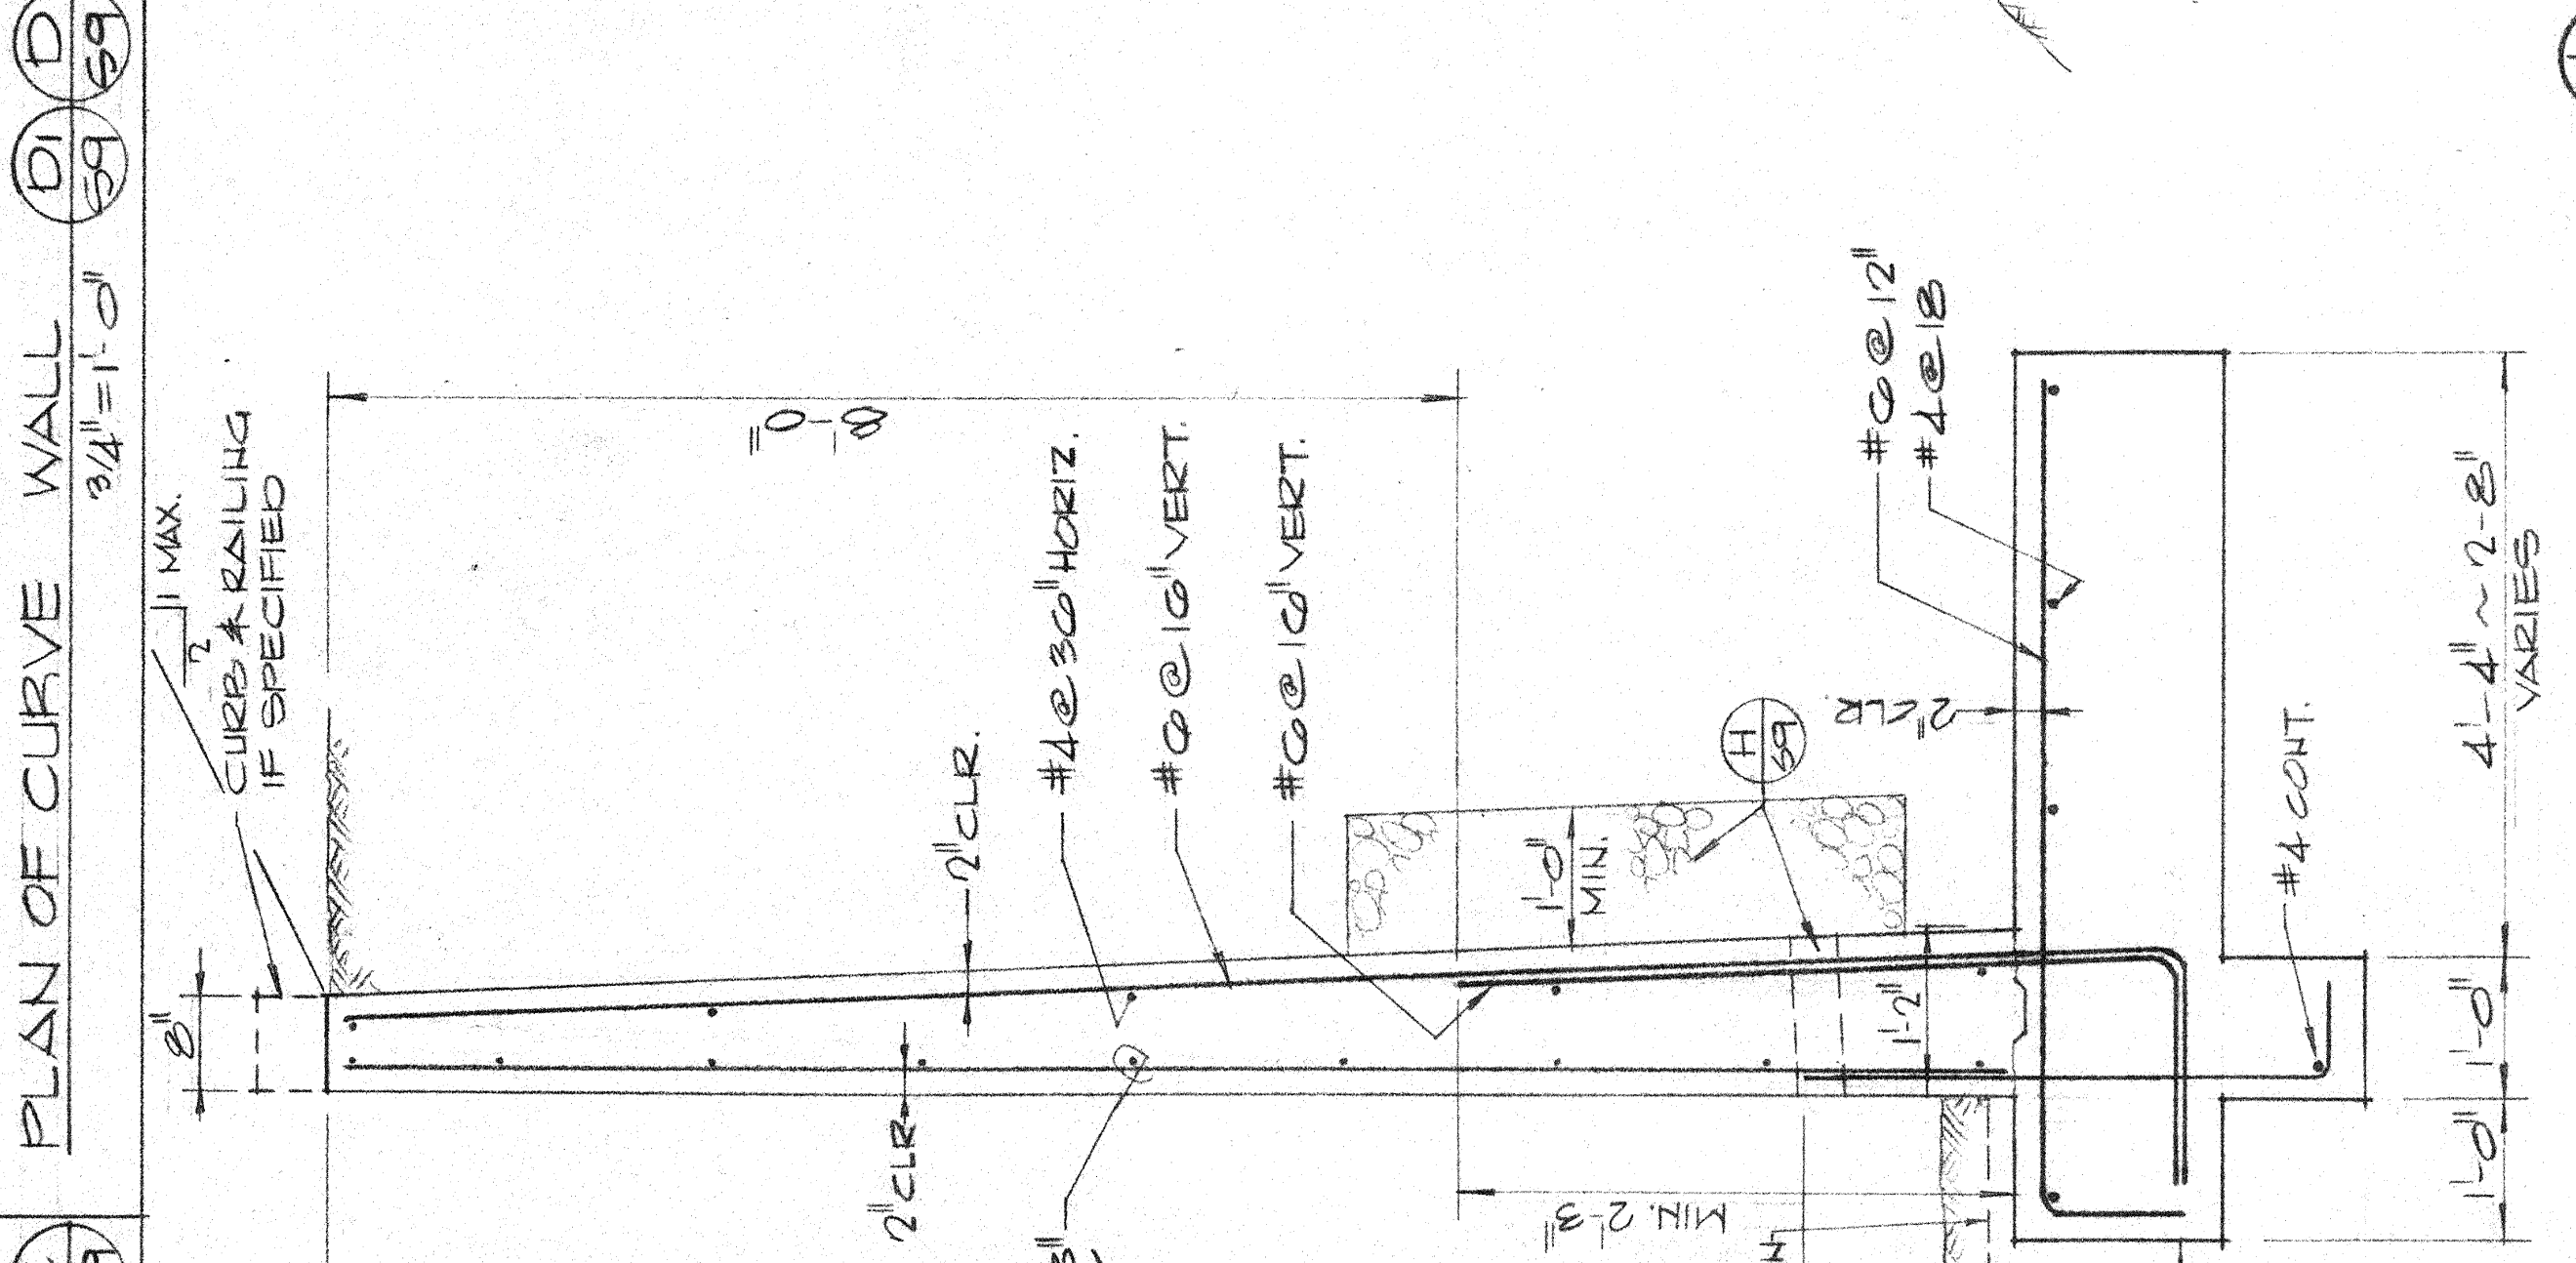 PLAN OF CURVE WALL
3/4"=1'-0"
D1
59
D
59
1 MAX.
2
CURB & RAILING
IF SPECIFIED
8"
8'-0"
2" CLR.
#4@36" HORIZ.
#6@16" VERT.
#6@16" VERT.
2" CLR
3"
1'-0"
MIN.
H
59
1'-2"
MIN. 2'-3"
#6@12"
#4@18
2" CLR.
#4 CONT.
4'-4" ~ 2'-8"
VARIES
1'-0"
1'-0"